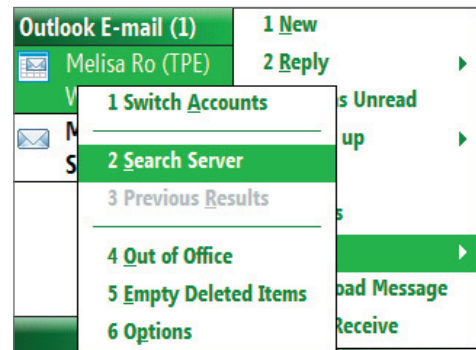 Outlook E-mail (1)
Melisa Ro (TPE)
1 New
2 Reply
Unread
up
Message
Receive
1 Switch Accounts
2 Search Server
3 Previous Results
4 Out of Office
5 Empty Deleted Items
6 Options